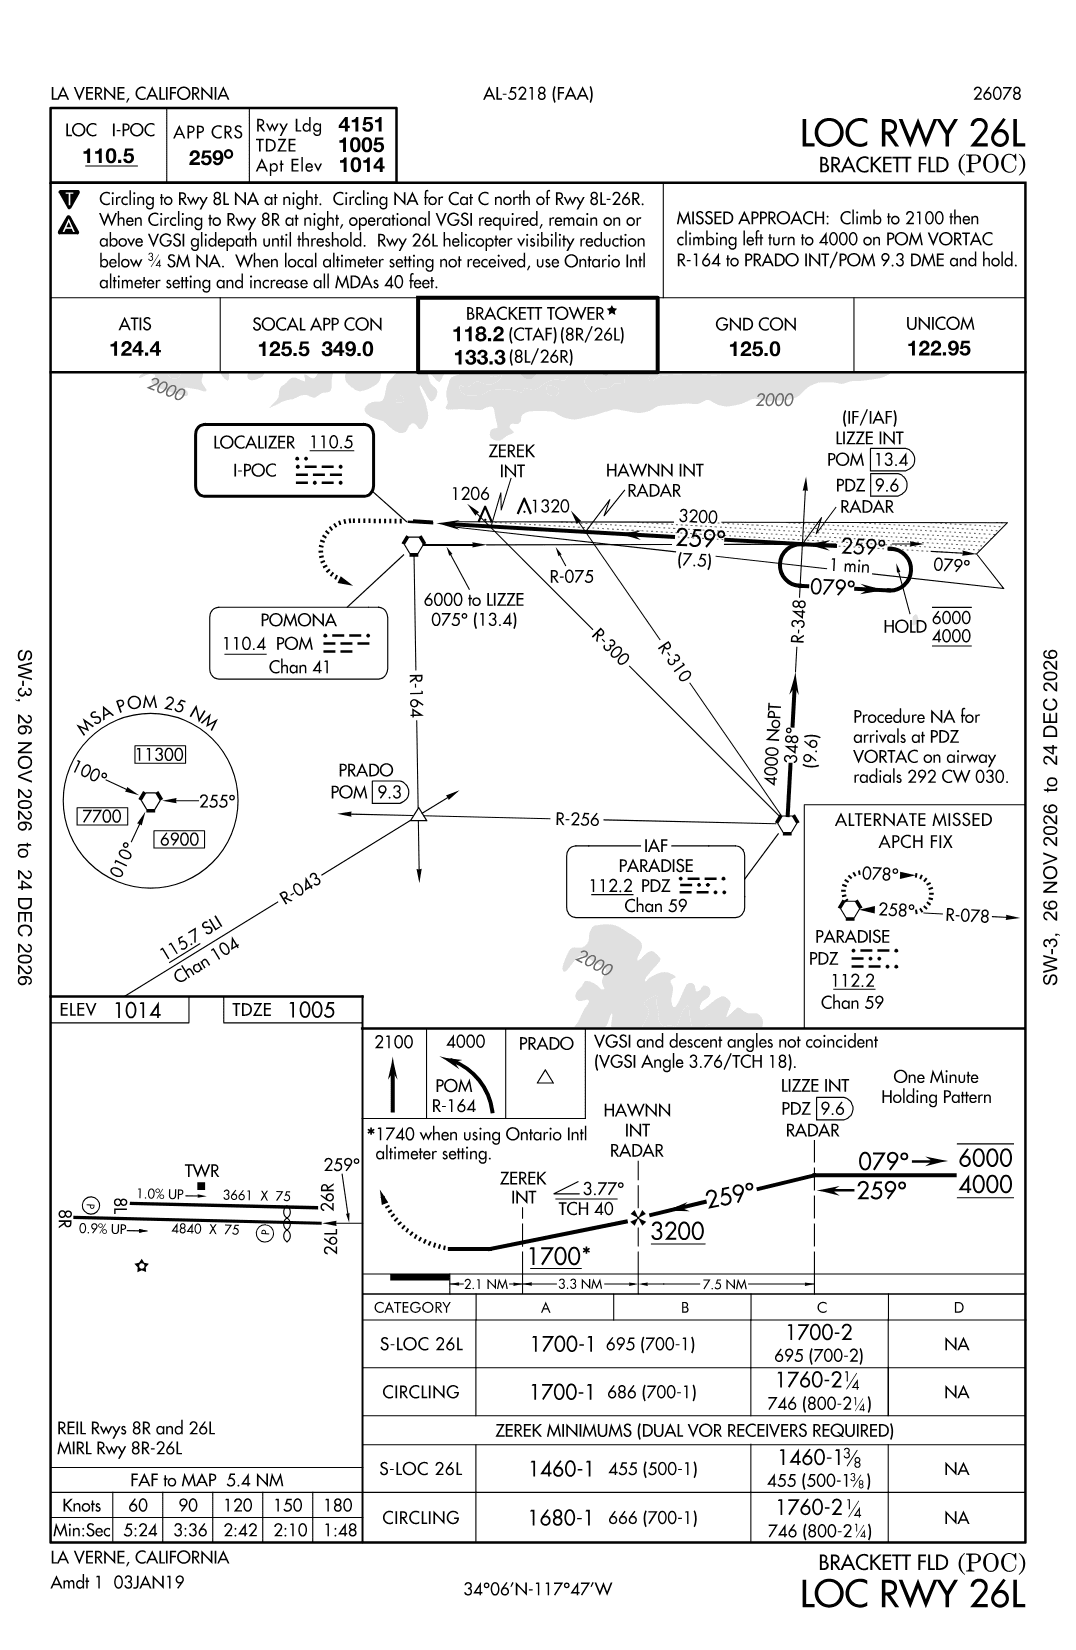 LA VERNE, CALIFORNIA
AL-5218 (FAA)
26078
LOC I-POC
110.5
APP CRS
259°
Rwy Ldg 4151
TDZE 1005
Apt Elev 1014
LOC RWY 26L
BRACKETT FLD (POC)
T
A
Circling to Rwy 8L NA at night. Circling NA for Cat C north of Rwy 8L-26R.
When Circling to Rwy 8R at night, operational VGSI required, remain on or
above VGSI glidepath until threshold. Rwy 26L helicopter visibility reduction
below ¾ SM NA. When local altimeter setting not received, use Ontario Intl
altimeter setting and increase all MDAs 40 feet.
MISSED APPROACH: Climb to 2100 then
climbing left turn to 4000 on POM VORTAC
R-164 to PRADO INT/POM 9.3 DME and hold.
ATIS
124.4
SOCAL APP CON
125.5 349.0
BRACKETT TOWER★
118.2 (CTAF) (8R/26L)
133.3 (8L/26R)
GND CON
125.0
UNICOM
122.95
2000
2000
LOCALIZER 110.5
I-POC
ZEREK
INT
1206
1320
HAWNN INT
RADAR
(IF/IAF)
LIZZE INT
POM 13.4
PDZ 9.6
RADAR
3200
259°
(7.5)
259°
1 min
079°
079°
R-075
6000 to LIZZE
075° (13.4)
HOLD 6000
4000
POMONA
110.4 POM
Chan 41
R-164
R-300
R-310
R-348
4000 NoPT
348°
(9.6)
Procedure NA for
arrivals at PDZ
VORTAC on airway
radials 292 CW 030.
MSA POM 25 NM
11300
100°
255°
7700
6900
010°
PRADO
POM 9.3
R-256
R-043
115.7 SLI
Chan 104
IAF
PARADISE
112.2 PDZ
Chan 59
2000
ALTERNATE MISSED
APCH FIX
078°
258°
R-078
PARADISE
PDZ
112.2
Chan 59
SW-3, 26 NOV 2026 to 24 DEC 2026
SW-3, 26 NOV 2026 to 24 DEC 2026
ELEV 1014
TDZE 1005
TWR
259°
1.0% UP
3661 X 75
8L
26R
P
8R
0.9% UP
4840 X 75
P
26L
REIL Rwys 8R and 26L
MIRL Rwy 8R-26L
FAF to MAP 5.4 NM
Knots 60 90 120 150 180
Min:Sec 5:24 3:36 2:42 2:10 1:48
2100
4000
POM
R-164
PRADO
VGSI and descent angles not coincident
(VGSI Angle 3.76/TCH 18).
*1740 when using Ontario Intl
altimeter setting.
LIZZE INT
PDZ 9.6
RADAR
One Minute
Holding Pattern
HAWNN
INT
RADAR
ZEREK
INT
3.77°
TCH 40
079°
6000
259°
4000
259°
3200
1700*
2.1 NM
3.3 NM
7.5 NM
CATEGORY A B C D
S-LOC 26L 1700-1 695 (700-1) 1700-2 695 (700-2) NA
CIRCLING 1700-1 686 (700-1) 1760-2¼ 746 (800-2¼) NA
ZEREK MINIMUMS (DUAL VOR RECEIVERS REQUIRED)
S-LOC 26L 1460-1 455 (500-1) 1460-1⅜ 455 (500-1⅜) NA
CIRCLING 1680-1 666 (700-1) 1760-2¼ 746 (800-2¼) NA
LA VERNE, CALIFORNIA
Amdt 1 03JAN19
34°06'N-117°47'W
BRACKETT FLD (POC)
LOC RWY 26L